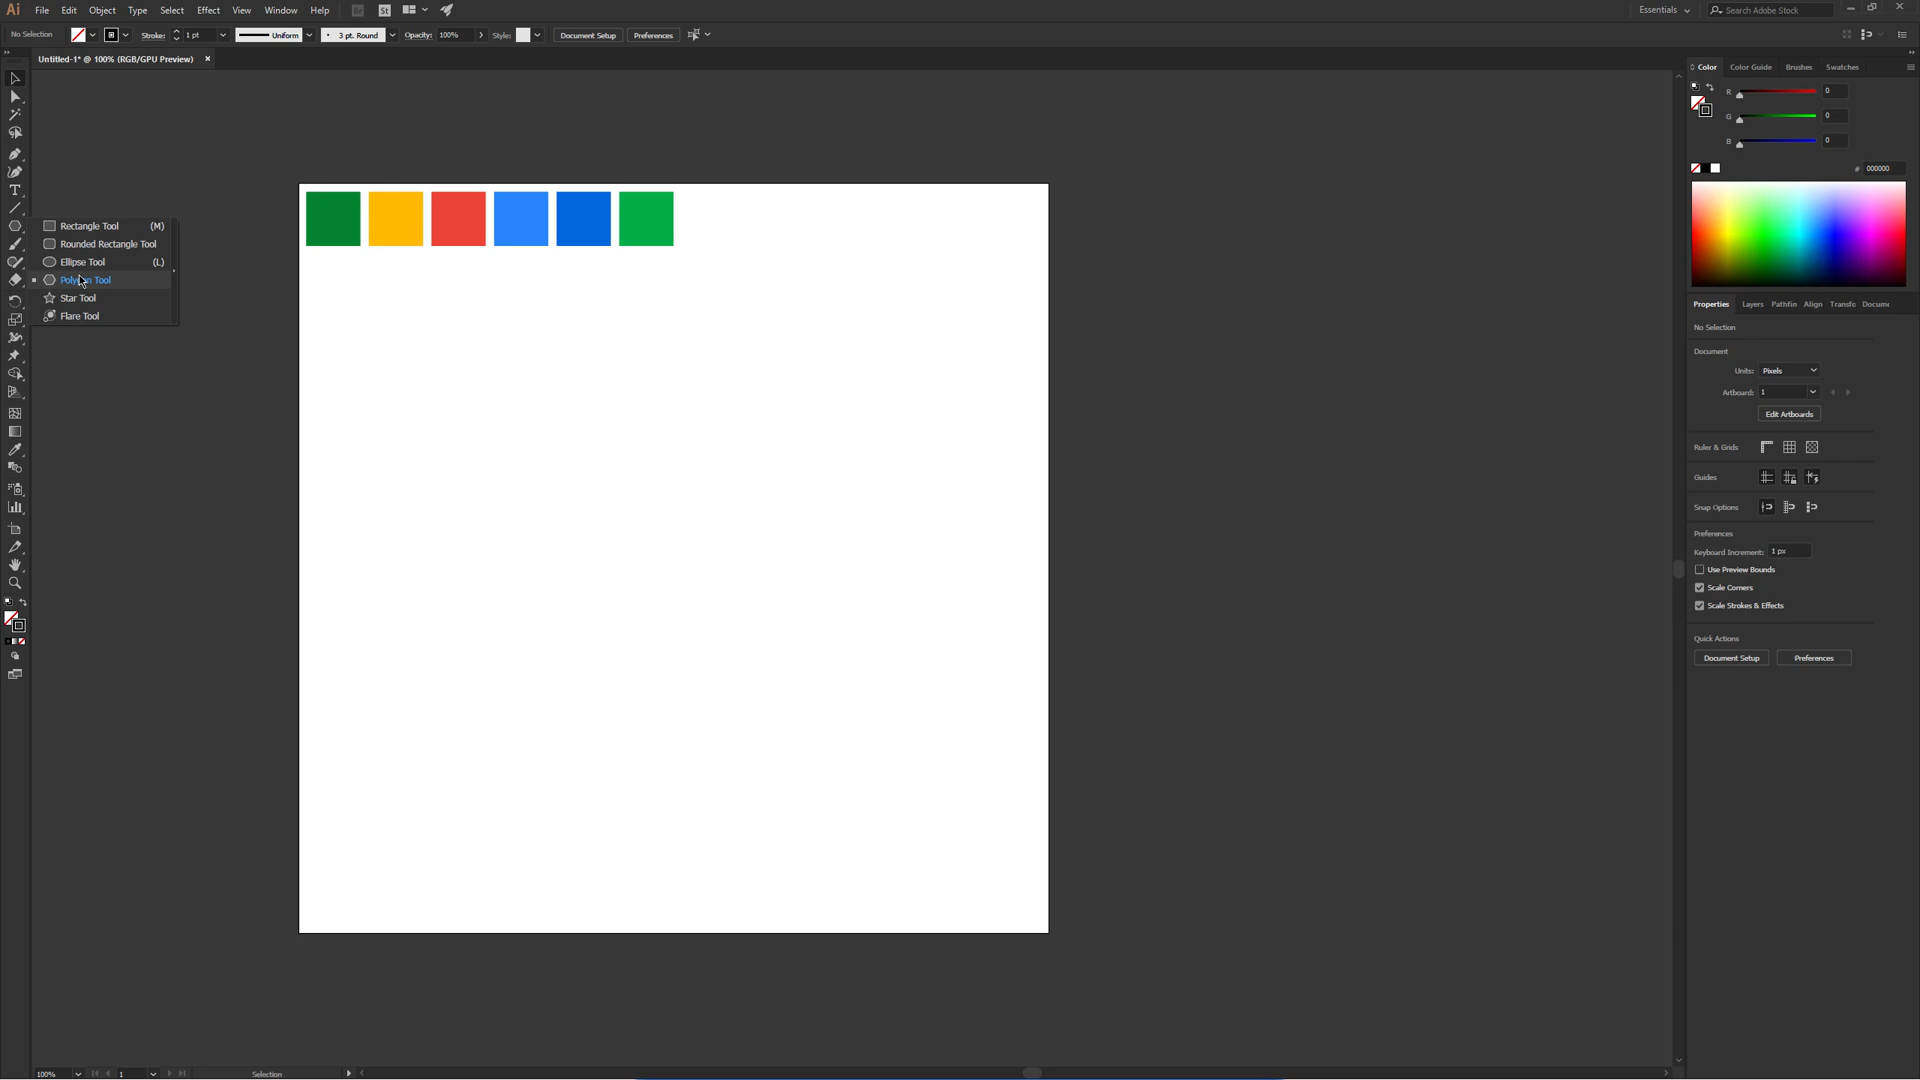 Ai File Edit Object Type Select Effect View Window Help Br St Essentials Search Adobe Stock
No Selection Stroke: 1 pt Uniform 3 pt. Round Opacity: 100% Style: Document Setup Preferences
Untitled-1* @ 100% (RGB/GPU Preview)
Color Color Guide Brushes Swatches
R 0
G 0
B 0
# 000000
T
Rectangle Tool (M)
Rounded Rectangle Tool
Ellipse Tool (L)
Polygon Tool
Star Tool
Flare Tool
Properties Layers Pathfin Align Transfc Docume
No Selection
Document
Units: Pixels
Artboard: 1
Edit Artboards
Ruler & Grids
Guides
Snap Options
Preferences
Keyboard Increment: 1 px
Use Preview Bounds
Scale Corners
Scale Strokes & Effects
Quick Actions
Document Setup Preferences
100% 1 Selection